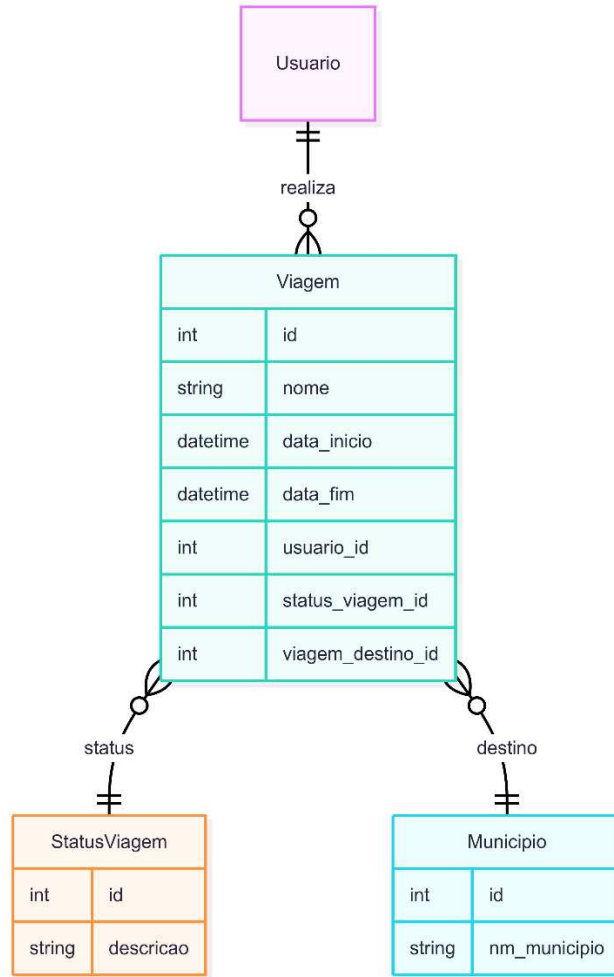 Usuario
realiza
Viagem
int id
string nome
datetime data_inicio
datetime data_fim
int usuario_id
int status_viagem_id
int viagem_destino_id
status destino
StatusViagem Municipio
int id int id
string descricao string nm_municipio